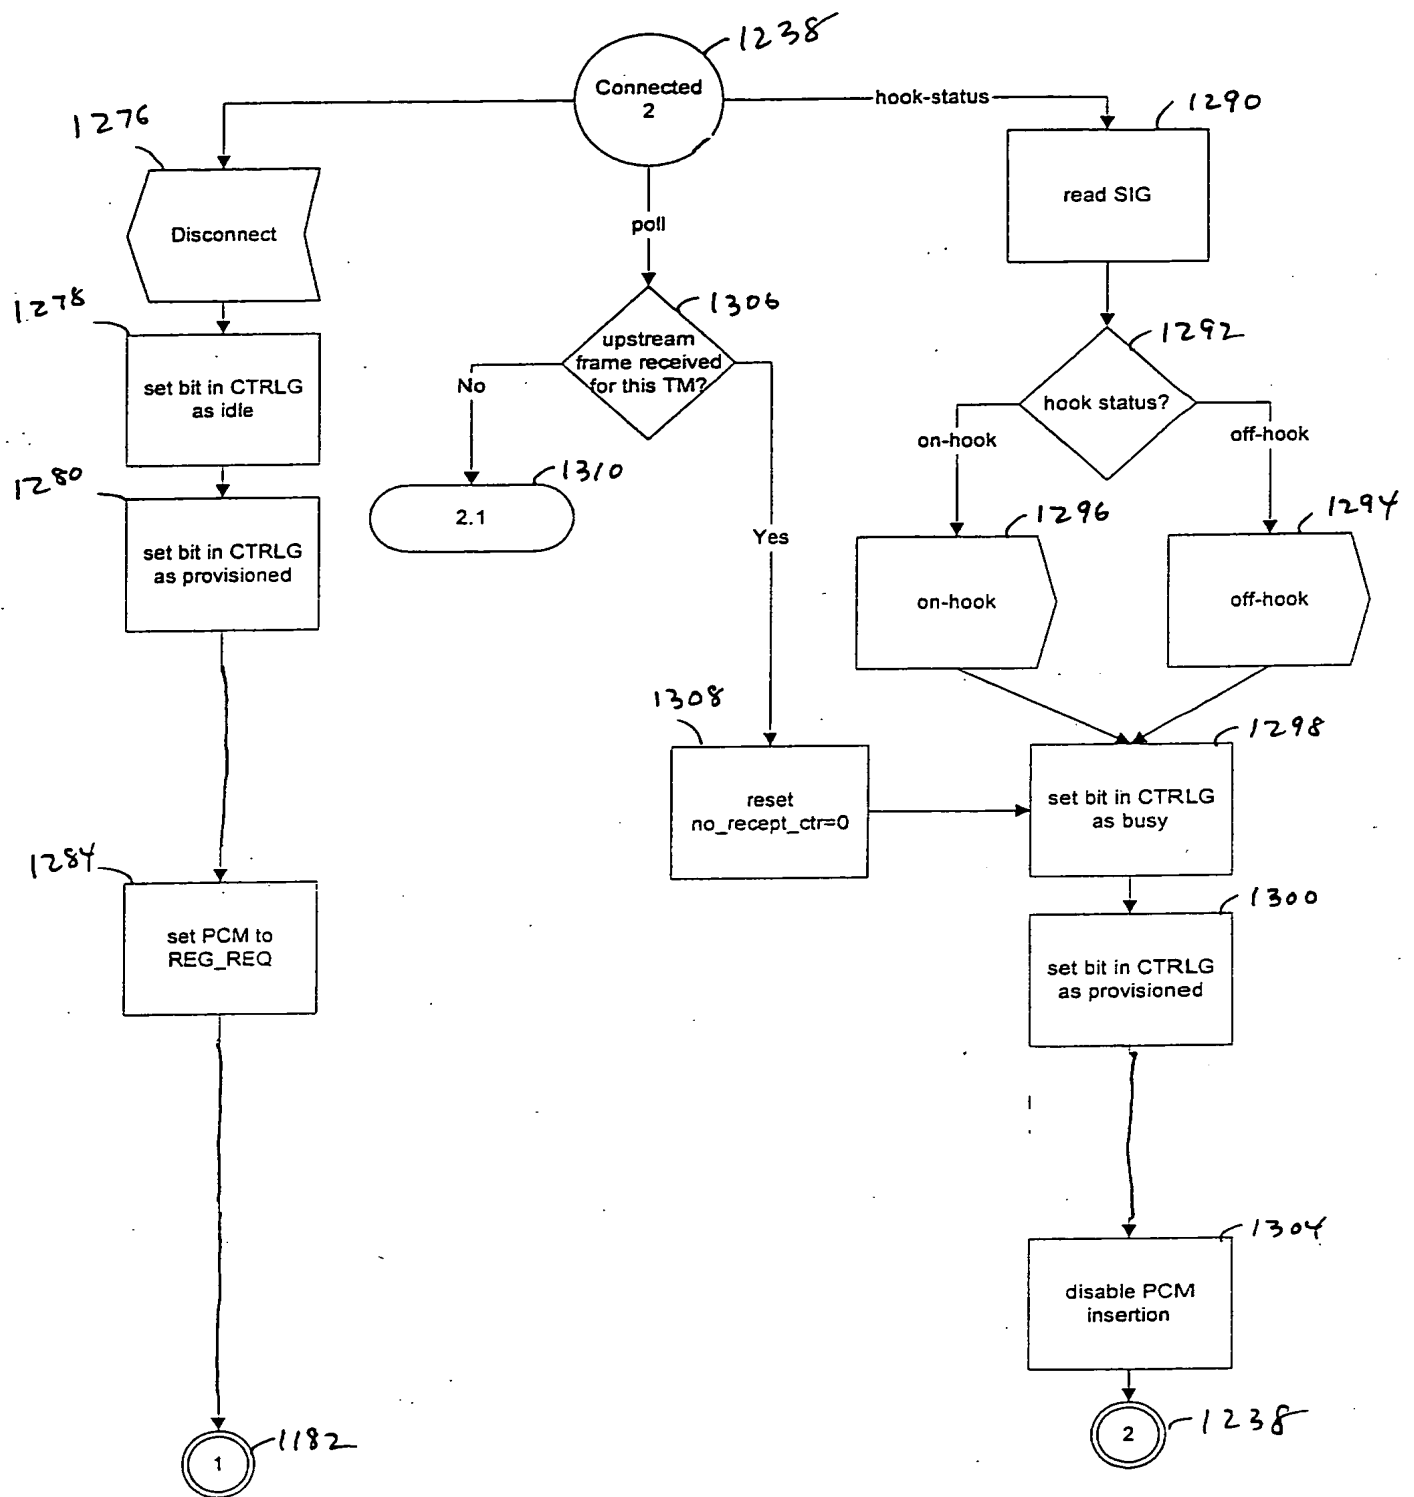 1238
Connected
2
hook-status
1276
1290
Disconnect
poll
read SIG
1278
1306
1292
upstream
frame received
for this TM?
No
set bit in CTRLG
as idle
hook status?
on-hook
off-hook
1280
1310
2.1
Yes
1296
1294
set bit in CTRLG
as provisioned
on-hook
off-hook
1308
1298
reset
no_recept_ctr=0
set bit in CTRLG
as busy
1284
1300
set PCM to
REG_REQ
set bit in CTRLG
as provisioned
1304
disable PCM
insertion
1182
1
1238
2